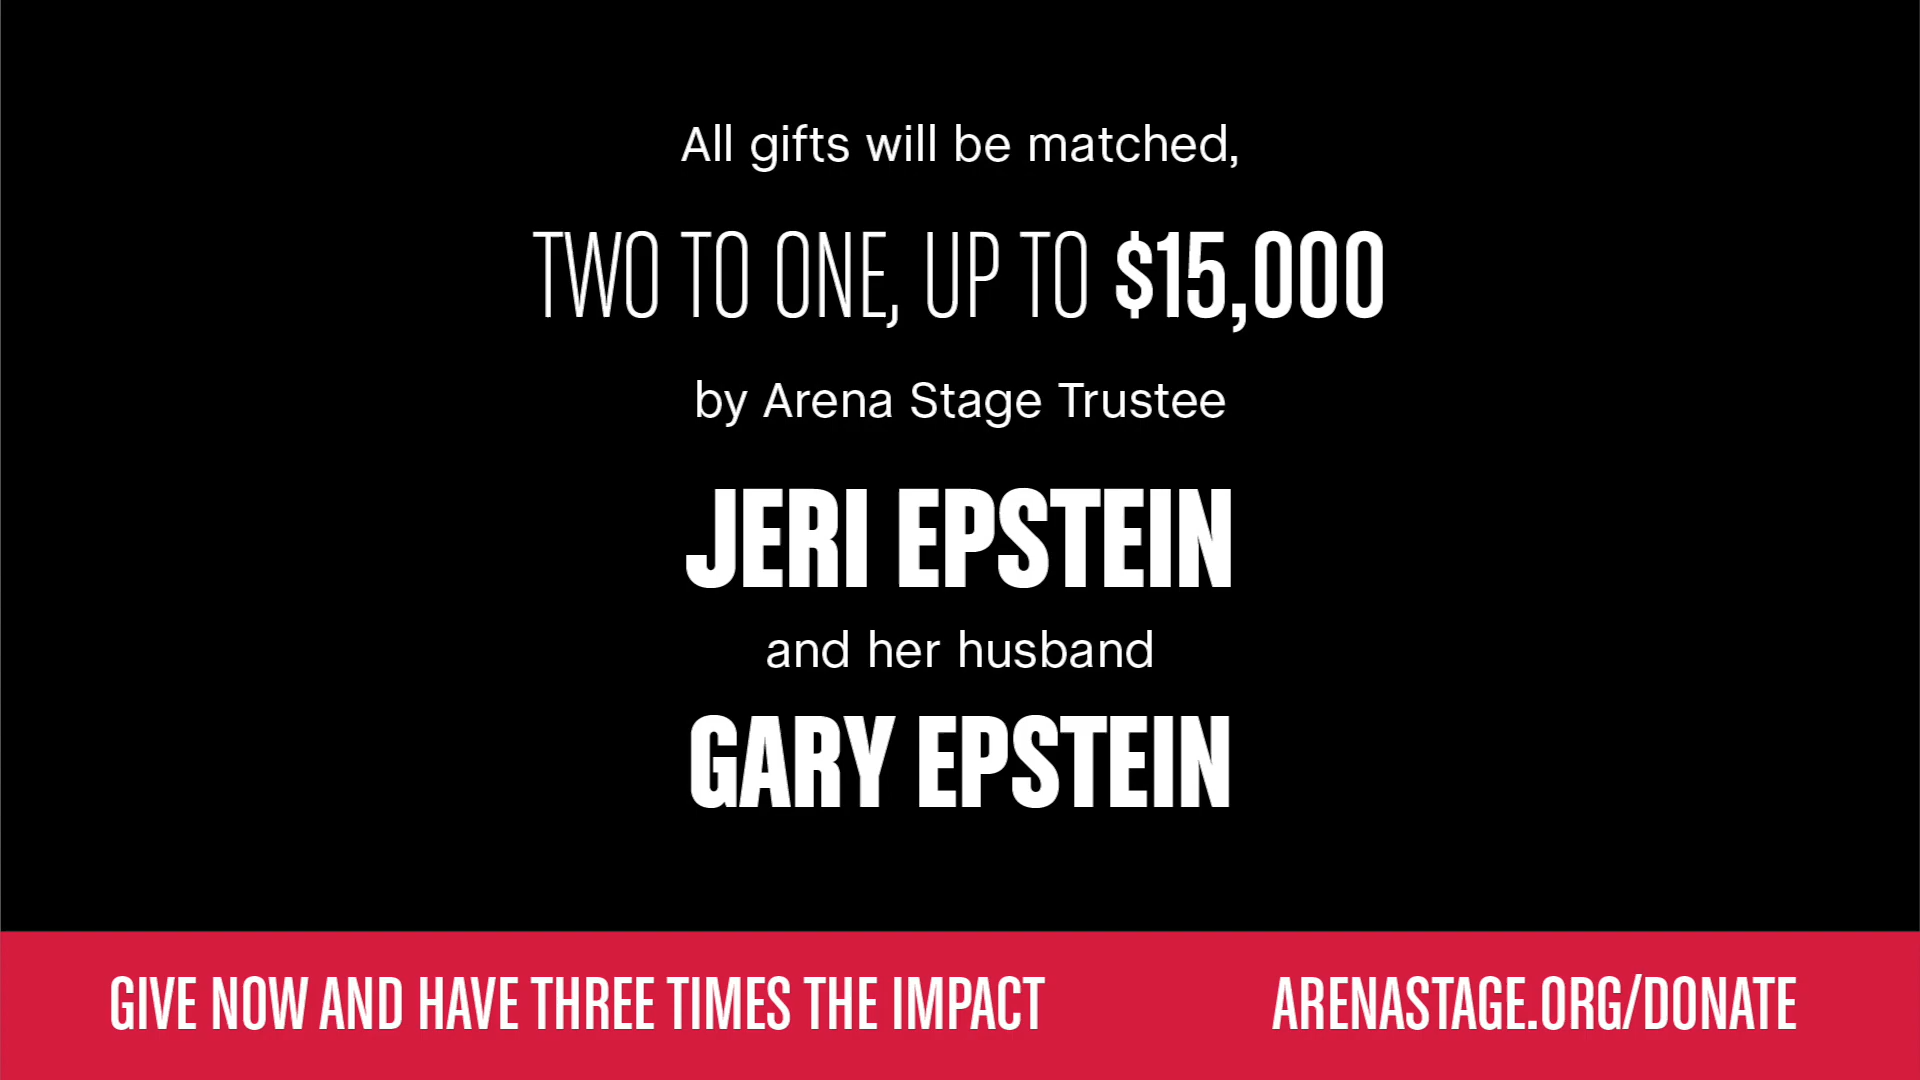 All gifts will be matched,
TWO TO ONE, UP TO $15,000
by Arena Stage Trustee
JERI EPSTEIN
and her husband
GARY EPSTEIN
GIVE NOW AND HAVE THREE TIMES THE IMPACT
ARENASTAGE.ORG/DONATE